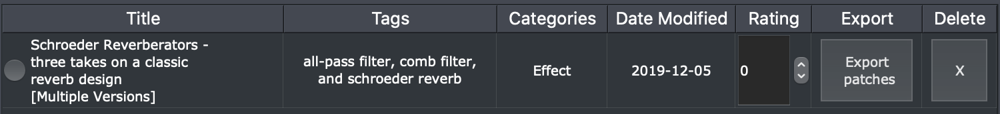 Title Tags Categories Date Modified Rating Export Delete
Schroeder Reverberators -
three takes on a classic
reverb design
[Multiple Versions]
all-pass filter, comb filter,
and schroeder reverb
Effect
2019-12-05
0
Export
patches
X